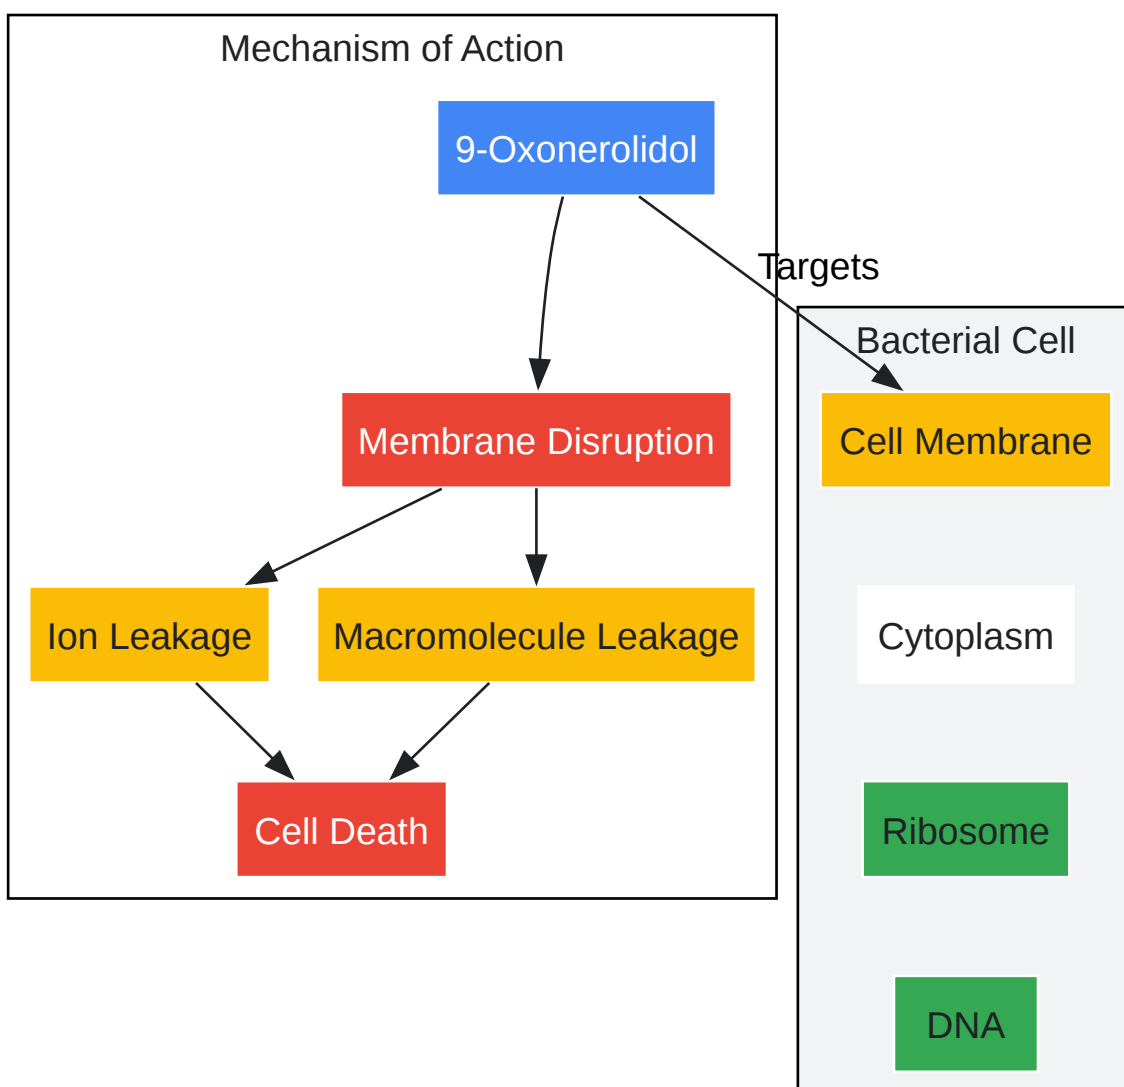 Mechanism of Action
9-Oxonerolidol
Targets
Bacterial Cell
Membrane Disruption
Cell Membrane
Ion Leakage
Macromolecule Leakage
Cytoplasm
Cell Death
Ribosome
DNA